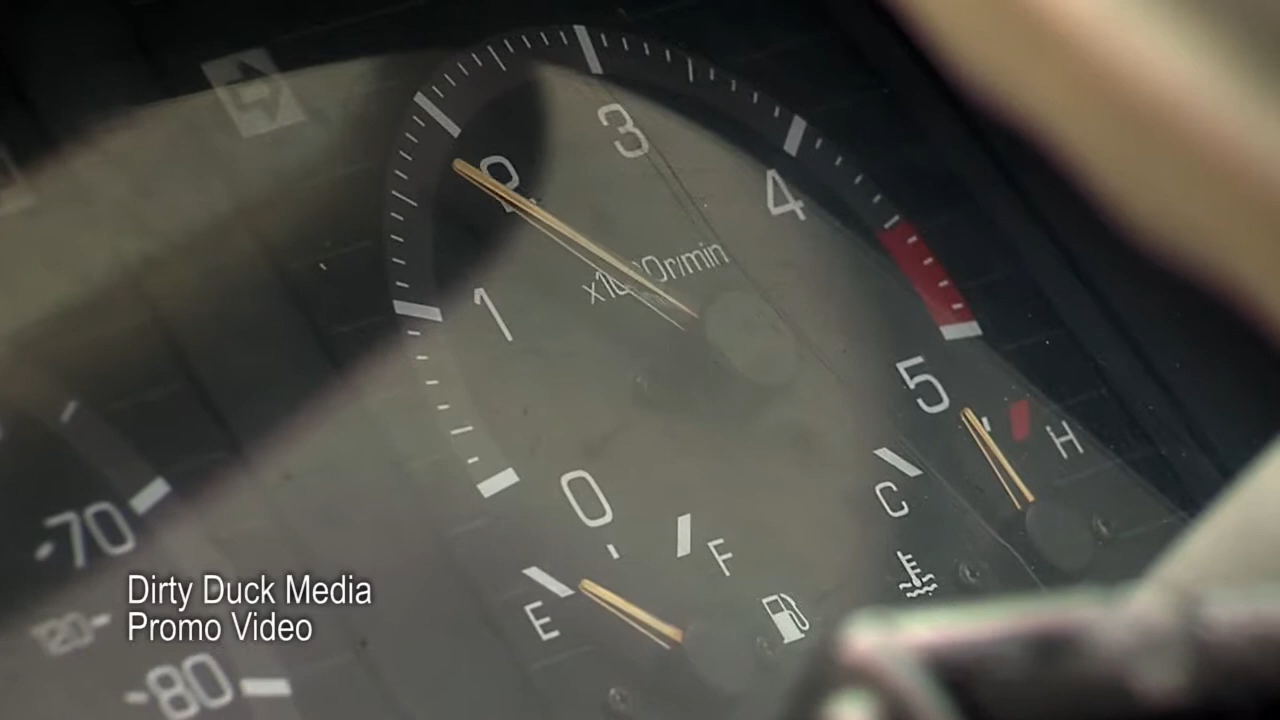 3
2
4
x1000r/min
1
5
H
-70
0
C
F
E
Dirty Duck Media
Promo Video
120-
-80